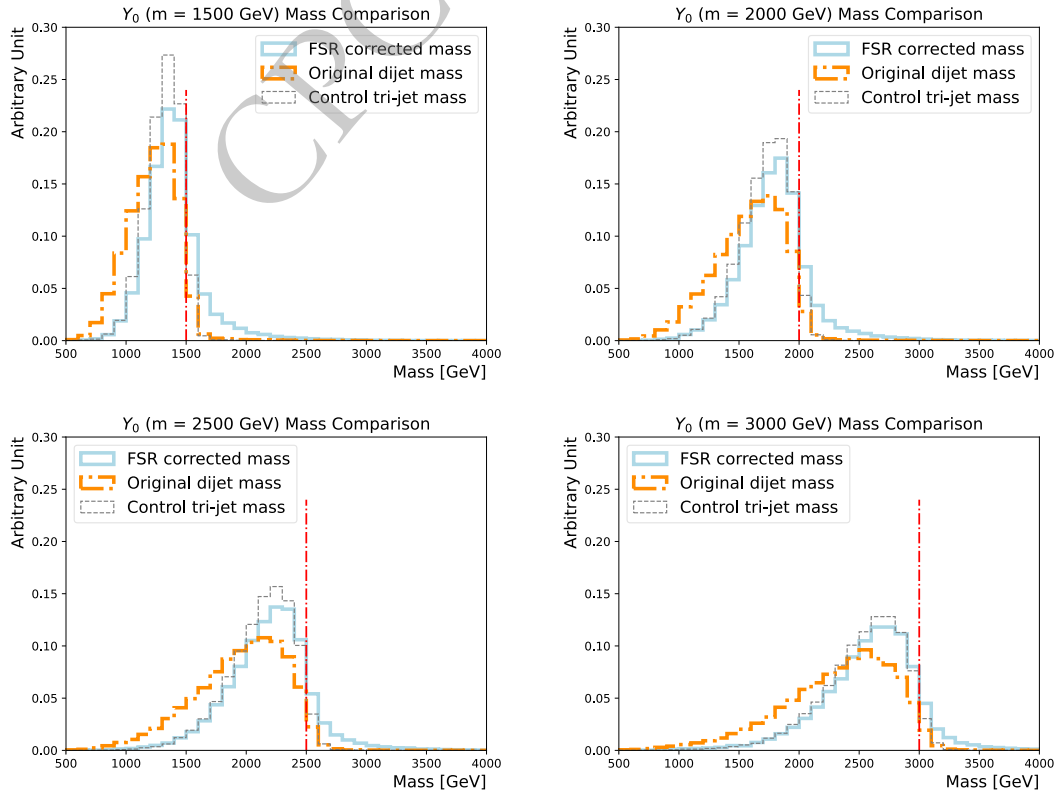 Y₀ (m = 1500 GeV) Mass Comparison
Arbitrary Unit
0.30
0.25
0.20
0.15
0.10
0.05
0.00
FSR corrected mass
Original dijet mass
Control tri-jet mass
500 1000 1500 2000 2500 3000 3500 4000
Mass [GeV]
Y₀ (m = 2000 GeV) Mass Comparison
Arbitrary Unit
0.30
0.25
0.20
0.15
0.10
0.05
0.00
FSR corrected mass
Original dijet mass
Control tri-jet mass
500 1000 1500 2000 2500 3000 3500 4000
Mass [GeV]
Y₀ (m = 2500 GeV) Mass Comparison
Arbitrary Unit
0.30
0.25
0.20
0.15
0.10
0.05
0.00
FSR corrected mass
Original dijet mass
Control tri-jet mass
500 1000 1500 2000 2500 3000 3500 4000
Mass [GeV]
Y₀ (m = 3000 GeV) Mass Comparison
Arbitrary Unit
0.30
0.25
0.20
0.15
0.10
0.05
0.00
FSR corrected mass
Original dijet mass
Control tri-jet mass
500 1000 1500 2000 2500 3000 3500 4000
Mass [GeV]
CPC